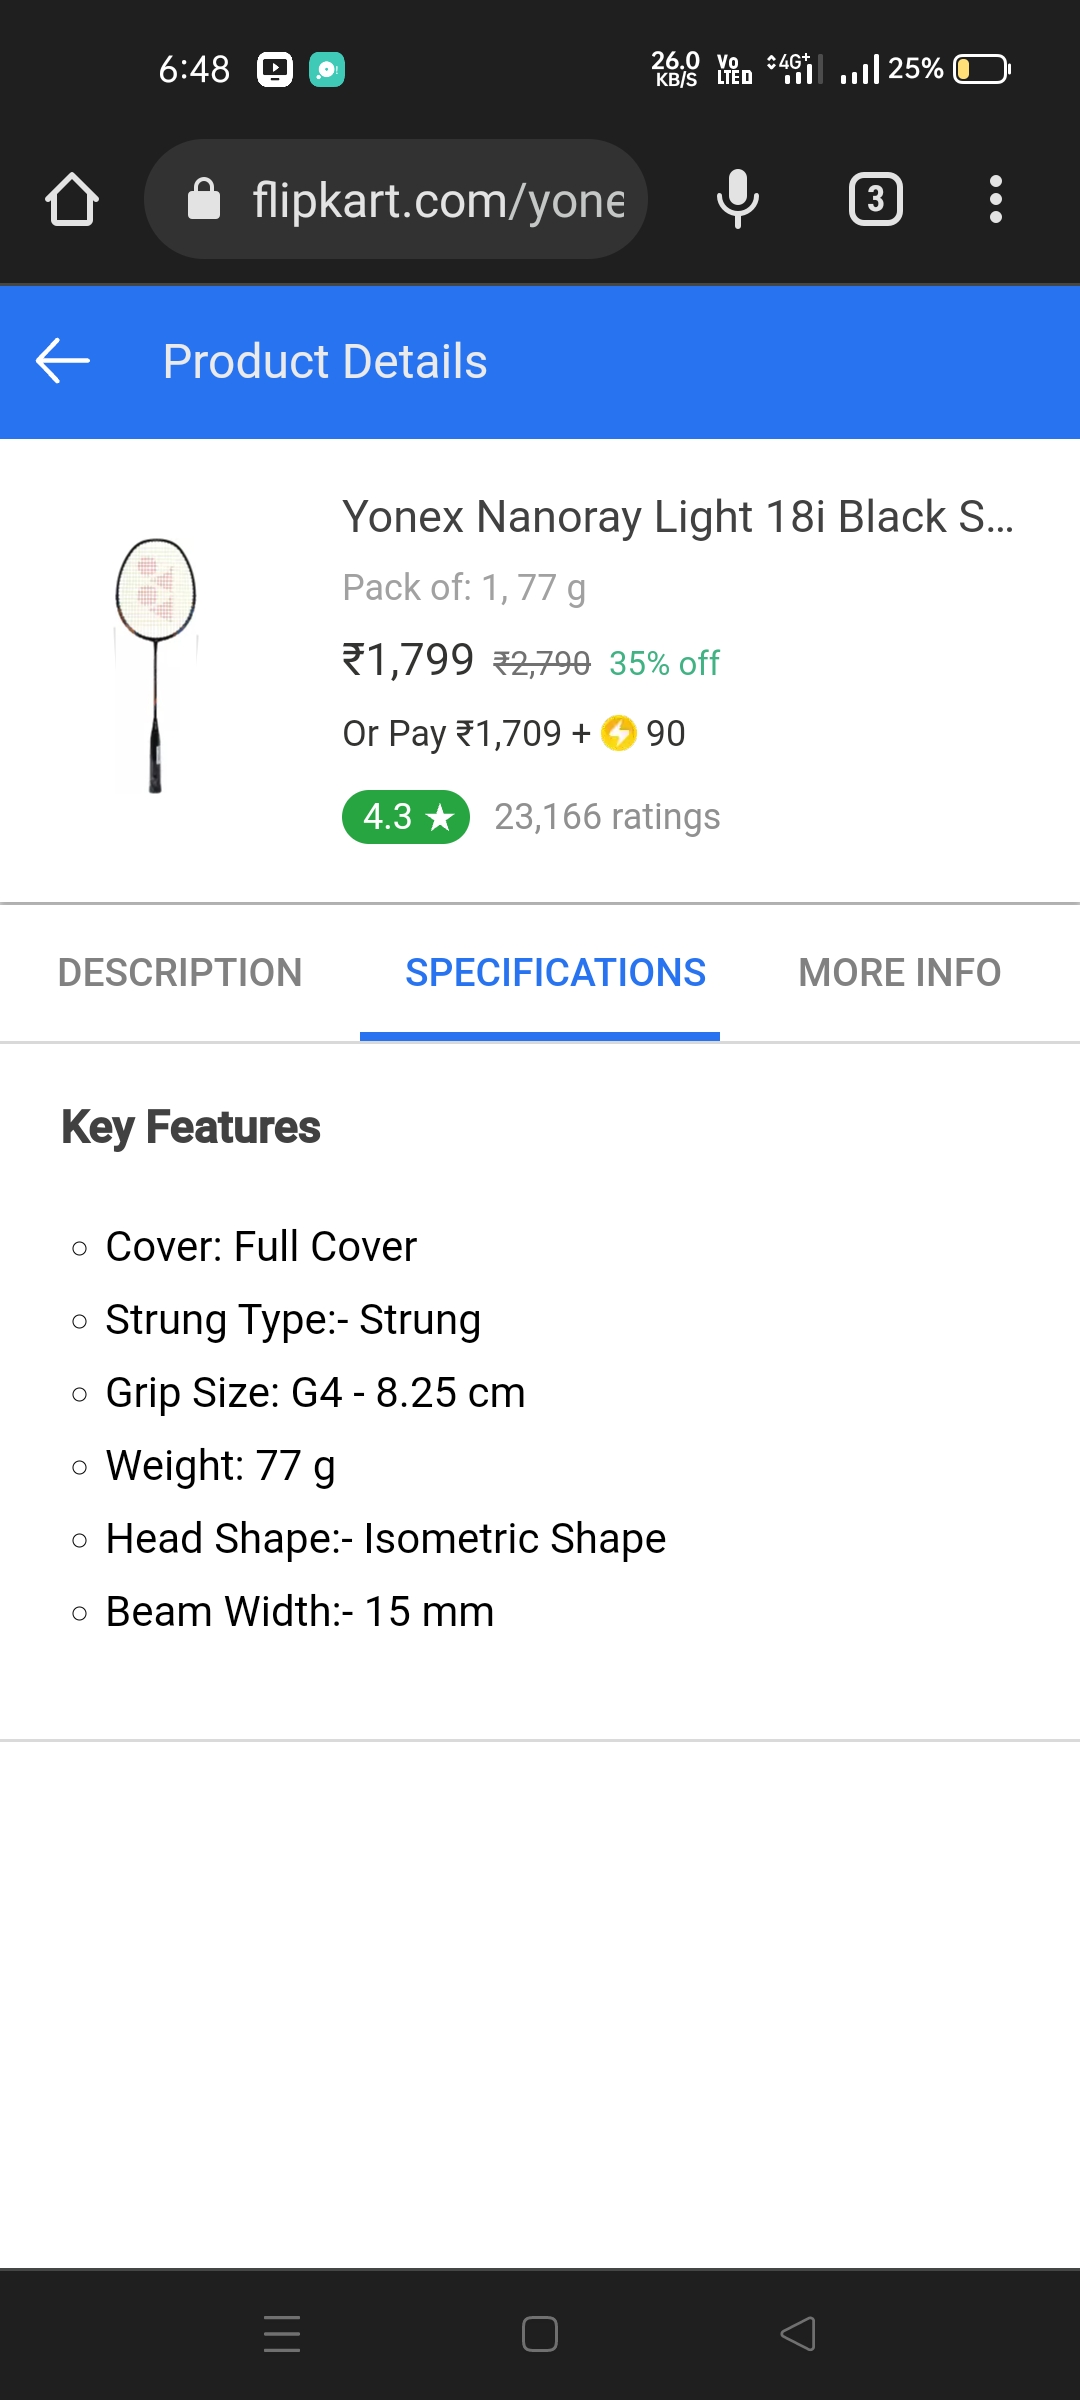 6:48
26.0 KB/S
Vo LTE
4G+
25%
flipkart.com/yone
3
Product Details
Yonex Nanoray Light 18i Black S...
Pack of: 1, 77 g
₹1,799 ₹2,790 35% off
Or Pay ₹1,709 + 90
4.3 ★ 23,166 ratings
DESCRIPTION SPECIFICATIONS MORE INFO
Key Features
Cover: Full Cover
Strung Type:- Strung
Grip Size: G4 - 8.25 cm
Weight: 77 g
Head Shape:- Isometric Shape
Beam Width:- 15 mm